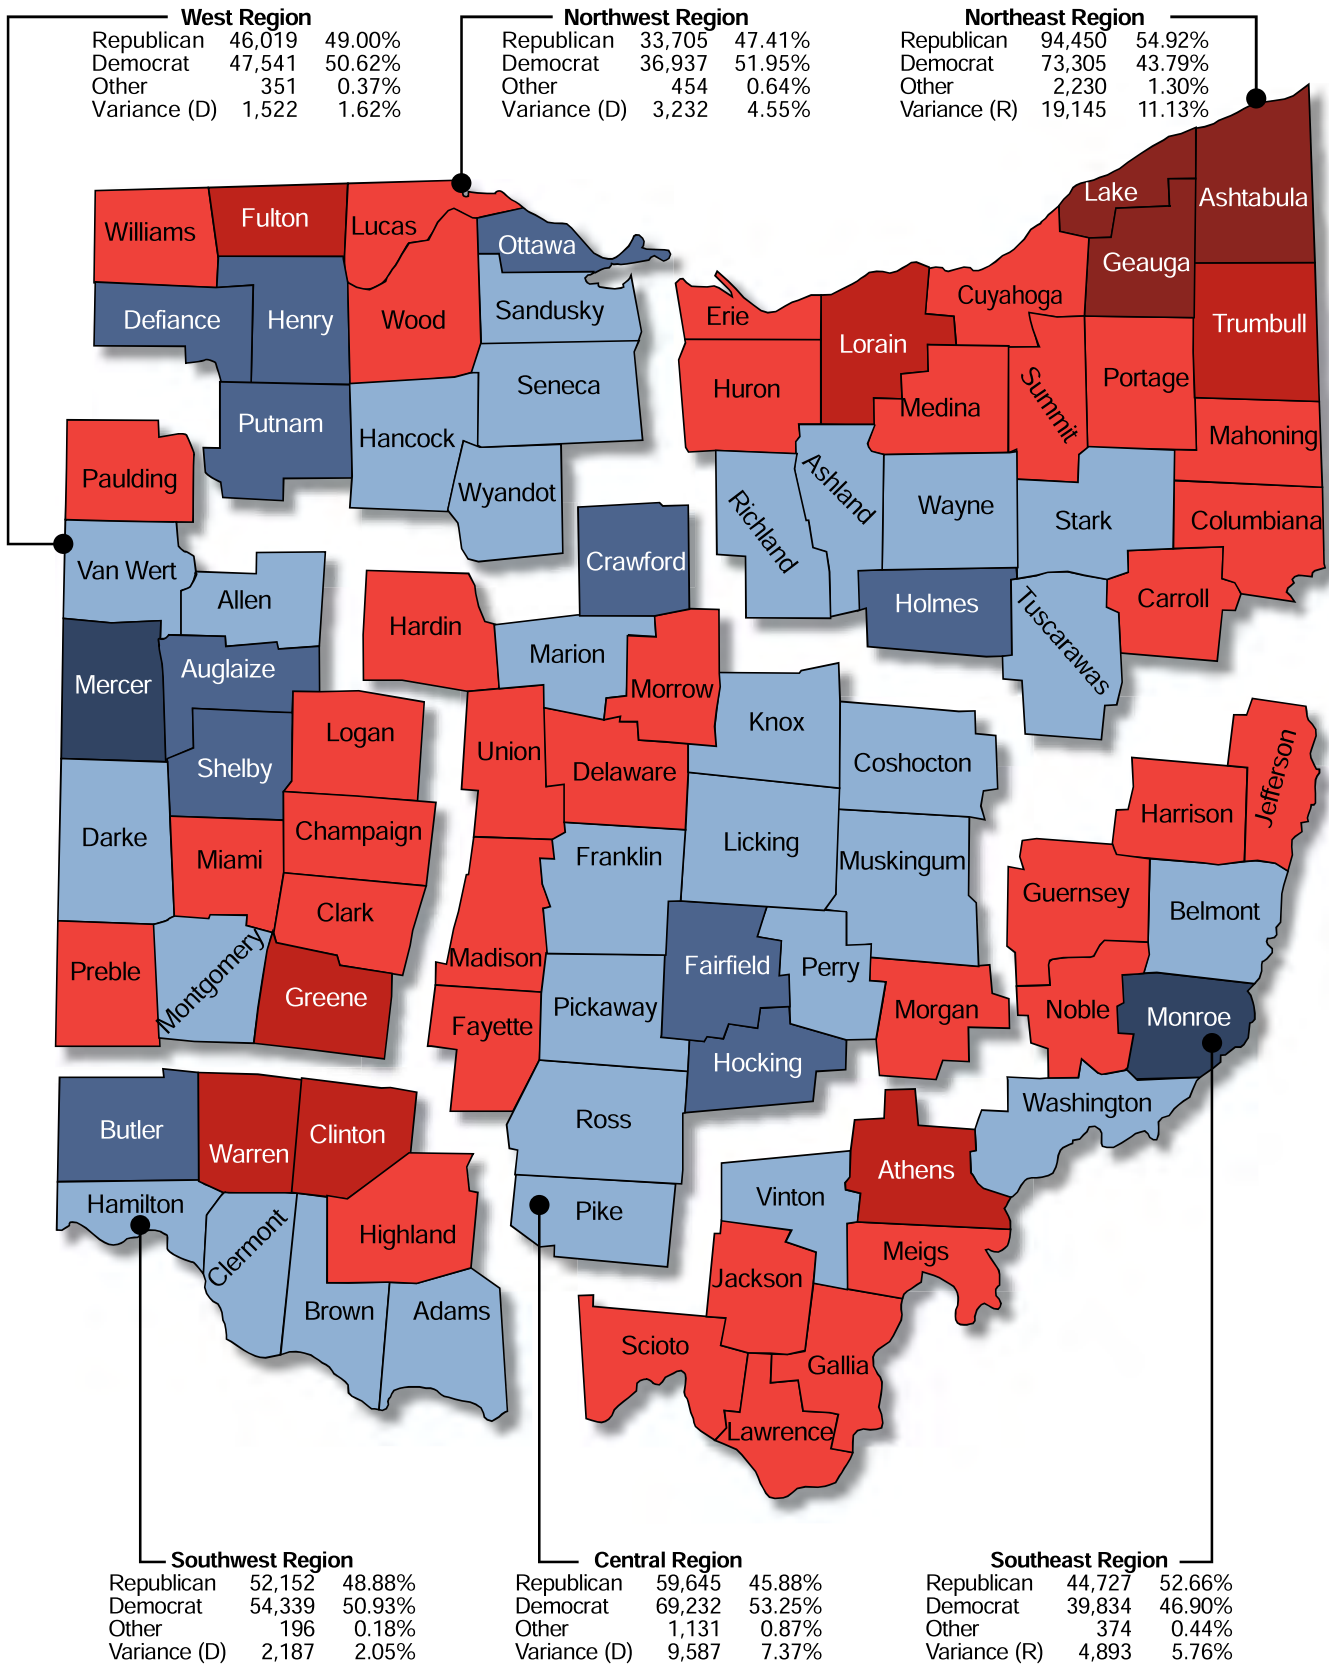 West Region
Republican 46,019 49.00%
Democrat 47,541 50.62%
Other 351 0.37%
Variance (D) 1,522 1.62%
Northwest Region
Republican 33,705 47.41%
Democrat 36,937 51.95%
Other 454 0.64%
Variance (D) 3,232 4.55%
Northeast Region
Republican 94,450 54.92%
Democrat 73,305 43.79%
Other 2,230 1.30%
Variance (R) 19,145 11.13%
Williams
Fulton
Lucas
Ottawa
Defiance
Henry
Wood
Sandusky
Seneca
Putnam
Hancock
Wyandot
Lake
Ashtabula
Geauga
Cuyahoga
Erie
Lorain
Trumbull
Huron
Medina
Summit
Portage
Mahoning
Richland
Ashland
Wayne
Stark
Columbiana
Holmes
Tuscarawas
Carroll
Paulding
Van Wert
Allen
Mercer
Auglaize
Shelby
Logan
Darke
Miami
Champaign
Clark
Preble
Montgomery
Greene
Crawford
Hardin
Marion
Morrow
Knox
Union
Delaware
Coshocton
Franklin
Licking
Muskingum
Madison
Fairfield
Perry
Pickaway
Fayette
Morgan
Hocking
Ross
Pike
Jefferson
Harrison
Guernsey
Belmont
Noble
Monroe
Washington
Athens
Vinton
Meigs
Jackson
Scioto
Gallia
Lawrence
Butler
Warren
Clinton
Hamilton
Clermont
Highland
Brown
Adams
Southwest Region
Republican 52,152 48.88%
Democrat 54,339 50.93%
Other 196 0.18%
Variance (D) 2,187 2.05%
Central Region
Republican 59,645 45.88%
Democrat 69,232 53.25%
Other 1,131 0.87%
Variance (D) 9,587 7.37%
Southeast Region
Republican 44,727 52.66%
Democrat 39,834 46.90%
Other 374 0.44%
Variance (R) 4,893 5.76%